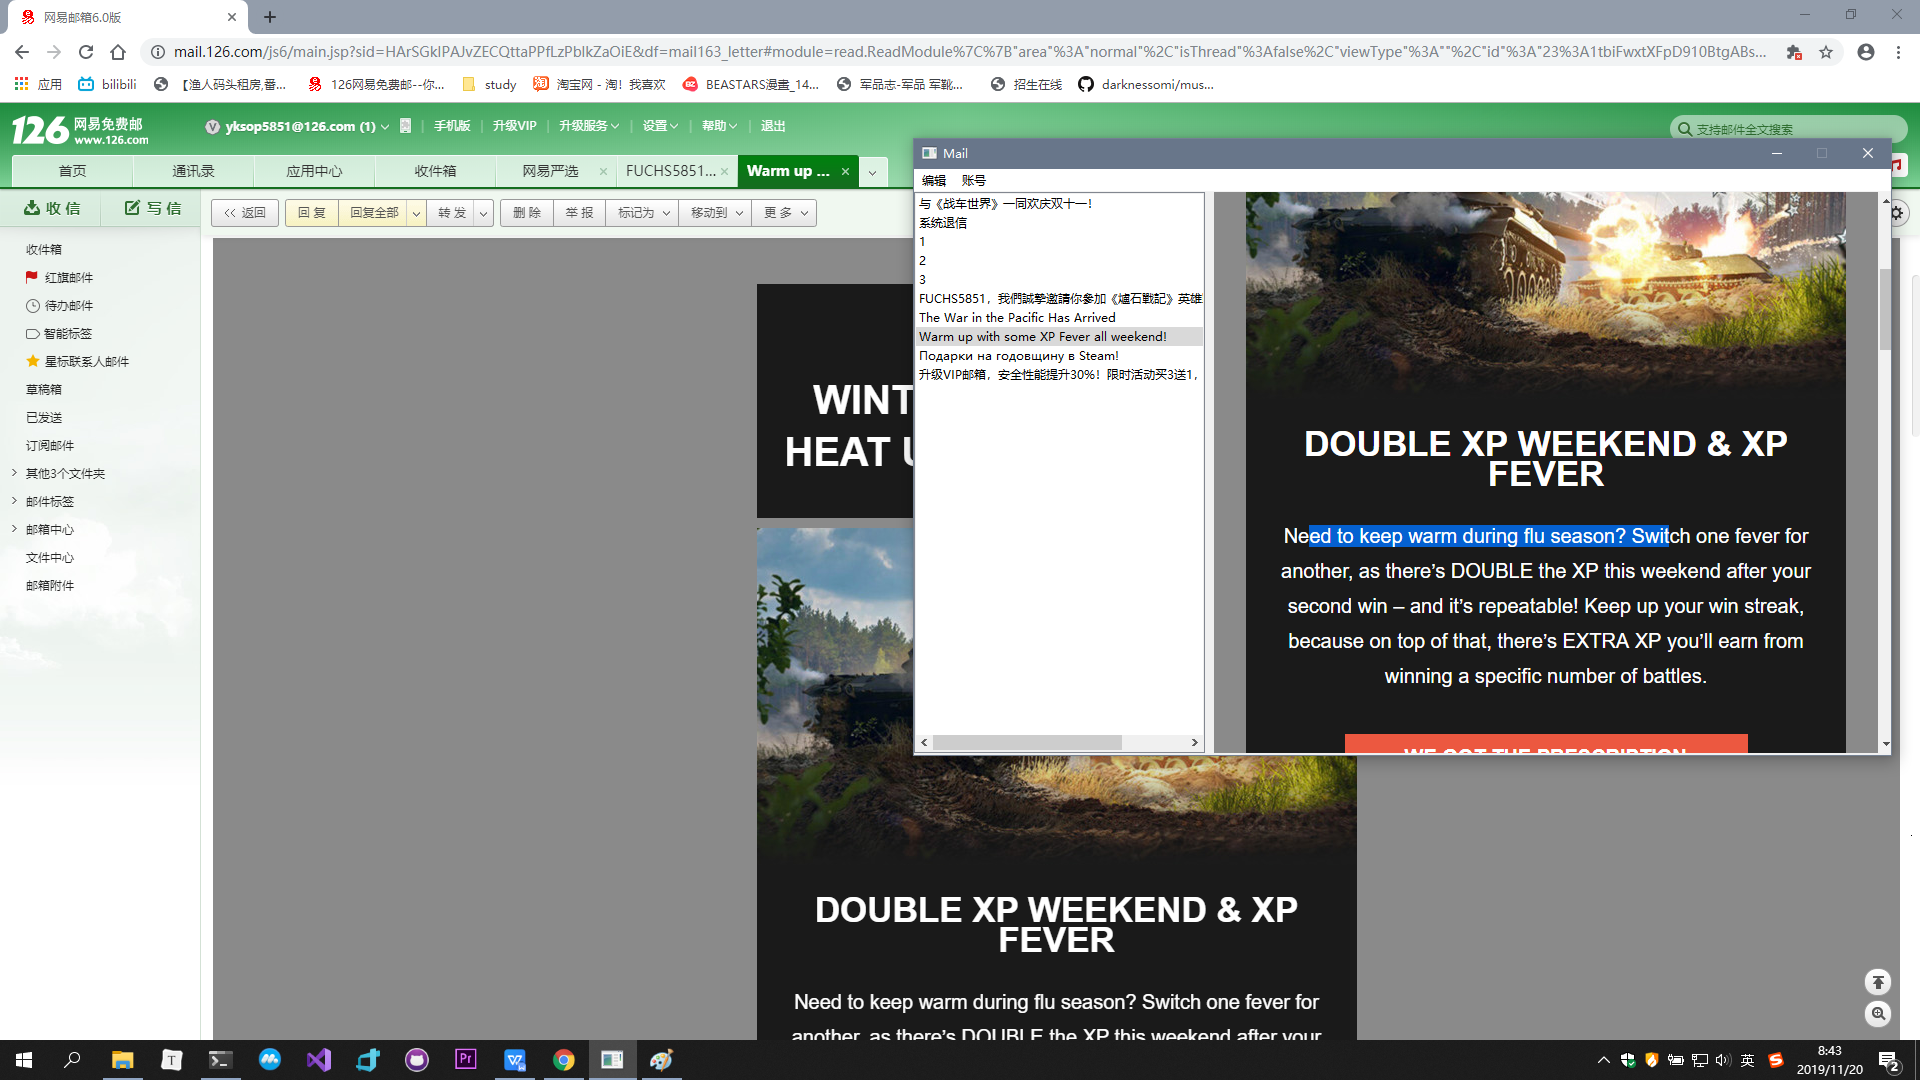 网易邮箱6.0版
mail.126.com/js6/main.jsp?sid=HArSGklPAJvZECQttaPPfLzPblkZaOiE&df=mail163_letter#module=read.ReadModule%7C%7B"area"%3A"normal"%2C"isThread"%3Afalse%2C"viewType"%3A""%2C"id"%3A"23%3A1tbiFwxtXFpD910BtgABs...
应用
bilibili
【渔人码头租房,番...
126网易免费邮--你...
study
淘宝网 - 淘！我喜欢
BEASTARS漫畫_14...
军品志-军品 军靴...
招生在线
darknessomi/mus...
126 网易免费邮
www.126.com
yksop5851@126.com (1)
手机版
升级VIP
升级服务
设置
帮助
退出
支持邮件全文搜索
首页
通讯录
应用中心
收件箱
网易严选
FUCHS5851...
Warm up ...
收 信
写 信
<< 返回
回 复
回复全部
转 发
删 除
举 报
标记为
移动到
更 多
收件箱
红旗邮件
待办邮件
智能标签
星标联系人邮件
草稿箱
已发送
订阅邮件
其他3个文件夹
邮件标签
邮箱中心
文件中心
邮箱附件
WINT
HEAT U
DOUBLE XP WEEKEND & XP
FEVER
Need to keep warm during flu season? Switch one fever for
another, as there’s DOUBLE the XP this weekend after your
Mail
编辑
账号
与《战车世界》一同欢庆双十一！
系统退信
1
2
3
FUCHS5851，我們誠摯邀請你參加《爐石戰記》英雄
The War in the Pacific Has Arrived
Warm up with some XP Fever all weekend!
Подарки на годовщину в Steam!
升级VIP邮箱，安全性能提升30%！限时活动买3送1，
DOUBLE XP WEEKEND & XP
FEVER
Need to keep warm during flu season? Switch one fever for
another, as there’s DOUBLE the XP this weekend after your
second win – and it’s repeatable! Keep up your win streak,
because on top of that, there’s EXTRA XP you’ll earn from
winning a specific number of battles.
WE GOT THE PRESCRIPTION
T
Pr
英
8:43
2019/11/20
2